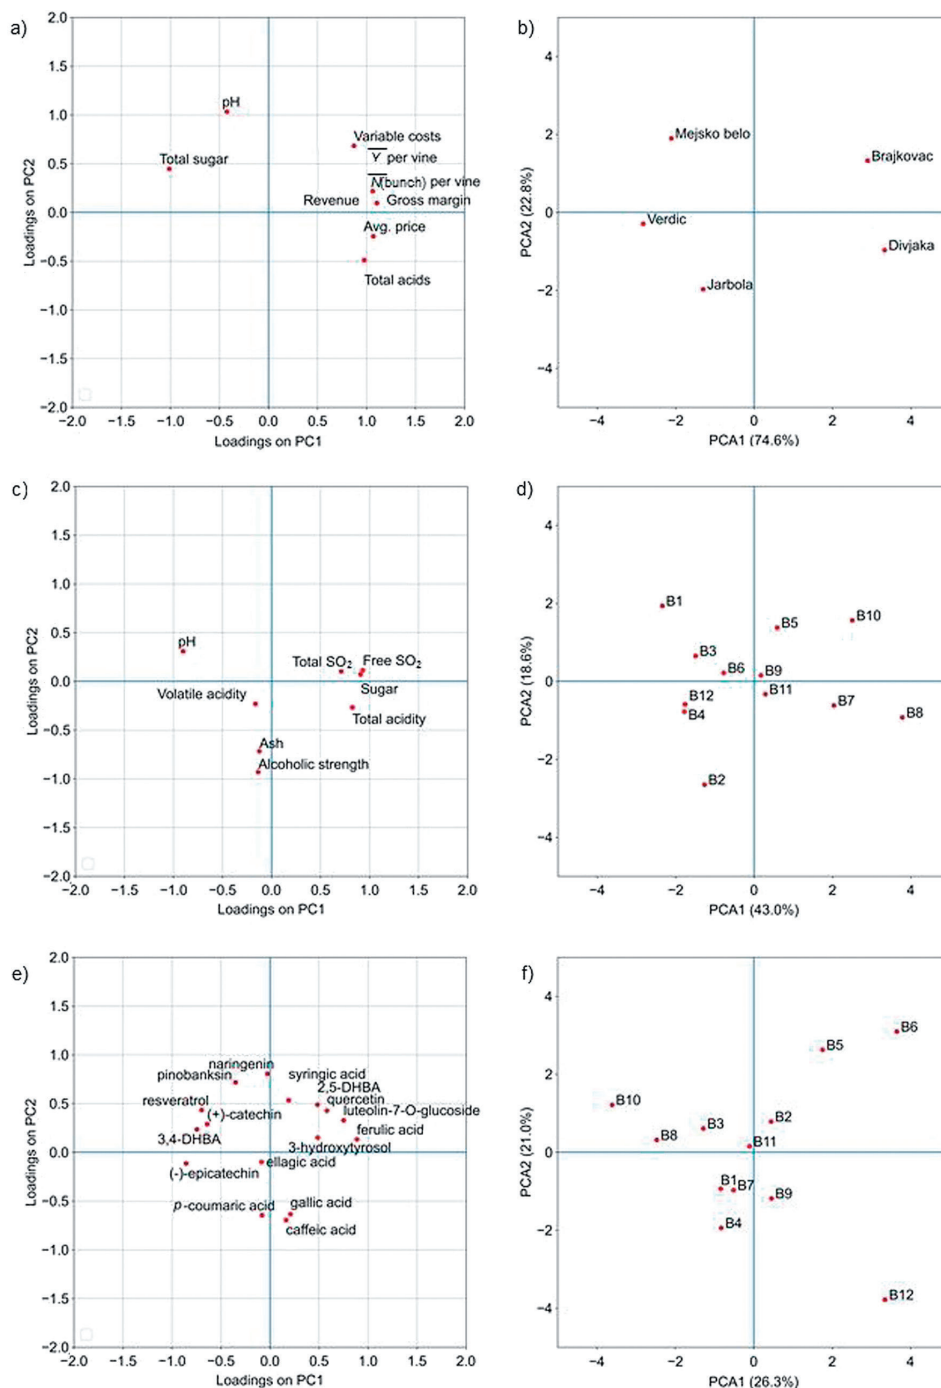 a)
2.0
1.5
1.0
0.5
0.0
−0.5
−1.0
−1.5
−2.0
Loadings on PC2
pH
Total sugar
Variable costs
Y per vine
N(bunch) per vine
Revenue
Gross margin
Avg. price
Total acids
−2.0 −1.5 −1.0 −0.5 0.0 0.5 1.0 1.5 2.0
Loadings on PC1
b)
4
2
0
−2
−4
PCA2 (22.8%)
Mejsko belo
Brajkovac
Verdic
Divjaka
Jarbola
−4 −2 0 2 4
PCA1 (74.6%)
c)
2.0
1.5
1.0
0.5
0.0
−0.5
−1.0
−1.5
−2.0
Loadings on PC2
pH
Total SO2 Free SO2
Sugar
Volatile acidity
Total acidity
Ash
Alcoholic strength
−2.0 −1.5 −1.0 −0.5 0.0 0.5 1.0 1.5 2.0
Loadings on PC1
d)
4
2
0
−2
−4
PCA2 (18.6%)
B1
B5
B10
B3
B6
B9
B12
B11
B4
B7
B8
B2
−4 −2 0 2 4
PCA1 (43.0%)
e)
2.0
1.5
1.0
0.5
0.0
−0.5
−1.0
−1.5
−2.0
Loadings on PC2
naringenin
pinobanksin
syringic acid
2,5-DHBA
resveratrol
quercetin
(+)-catechin
luteolin-7-O-glucoside
3,4-DHBA
ferulic acid
3-hydroxytyrosol
(-)-epicatechin
ellagic acid
p-coumaric acid
gallic acid
caffeic acid
−2.0 −1.5 −1.0 −0.5 0.0 0.5 1.0 1.5 2.0
Loadings on PC1
f)
4
2
0
−2
−4
PCA2 (21.0%)
B6
B5
B10
B3
B2
B8
B11
B1
B7
B9
B4
B12
−4 −2 0 2 4
PCA1 (26.3%)